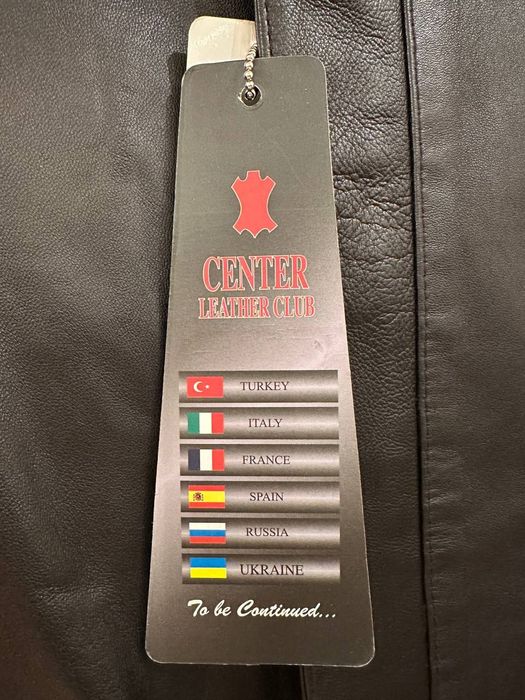 CENTER
LEATHER CLUB
TURKEY
ITALY
FRANCE
SPAIN
RUSSIA
UKRAINE
To be Continued...